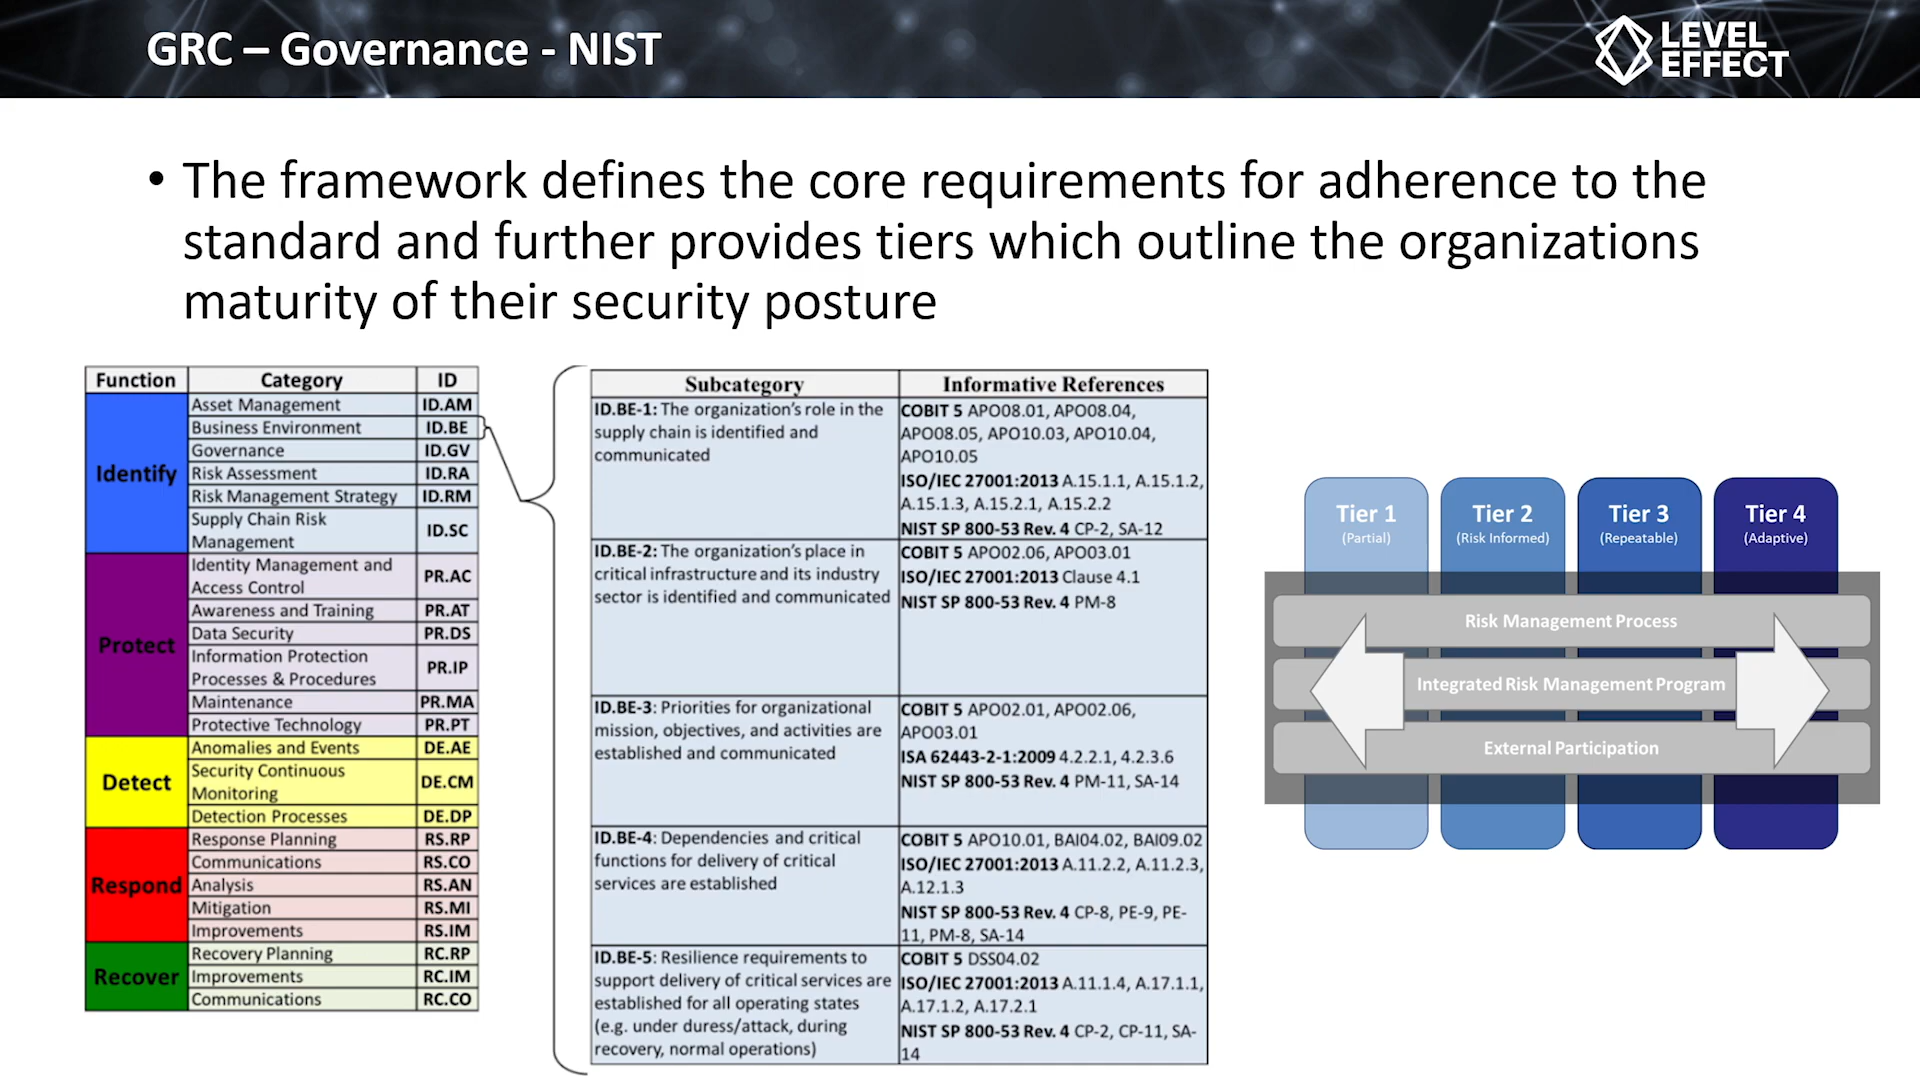 GRC – Governance - NIST
LEVEL
EFFECT
• The framework defines the core requirements for adherence to the
standard and further provides tiers which outline the organizations
maturity of their security posture
Function Category ID
Identify
Asset Management ID.AM
Business Environment ID.BE
Governance ID.GV
Risk Assessment ID.RA
Risk Management Strategy ID.RM
Supply Chain Risk
Management ID.SC
Protect
Identity Management and
Access Control PR.AC
Awareness and Training PR.AT
Data Security PR.DS
Information Protection
Processes & Procedures PR.IP
Maintenance PR.MA
Protective Technology PR.PT
Detect
Anomalies and Events DE.AE
Security Continuous
Monitoring DE.CM
Detection Processes DE.DP
Respond
Response Planning RS.RP
Communications RS.CO
Analysis RS.AN
Mitigation RS.MI
Improvements RS.IM
Recover
Recovery Planning RC.RP
Improvements RC.IM
Communications RC.CO
Subcategory Informative References
ID.BE-1: The organization's role in the
supply chain is identified and
communicated
COBIT 5 APO08.01, APO08.04,
APO08.05, APO10.03, APO10.04,
APO10.05
ISO/IEC 27001:2013 A.15.1.1, A.15.1.2,
A.15.1.3, A.15.2.1, A.15.2.2
NIST SP 800-53 Rev. 4 CP-2, SA-12
ID.BE-2: The organization's place in
critical infrastructure and its industry
sector is identified and communicated
COBIT 5 APO02.06, APO03.01
ISO/IEC 27001:2013 Clause 4.1
NIST SP 800-53 Rev. 4 PM-8
ID.BE-3: Priorities for organizational
mission, objectives, and activities are
established and communicated
COBIT 5 APO02.01, APO02.06,
APO03.01
ISA 62443-2-1:2009 4.2.2.1, 4.2.3.6
NIST SP 800-53 Rev. 4 PM-11, SA-14
ID.BE-4: Dependencies and critical
functions for delivery of critical
services are established
COBIT 5 APO10.01, BAI04.02, BAI09.02
ISO/IEC 27001:2013 A.11.2.2, A.11.2.3,
A.12.1.3
NIST SP 800-53 Rev. 4 CP-8, PE-9, PE-
11, PM-8, SA-14
ID.BE-5: Resilience requirements to
support delivery of critical services are
established for all operating states
(e.g. under duress/attack, during
recovery, normal operations)
COBIT 5 DSS04.02
ISO/IEC 27001:2013 A.11.1.4, A.17.1.1,
A.17.1.2, A.17.2.1
NIST SP 800-53 Rev. 4 CP-2, CP-11, SA-
14
Tier 1
(Partial)
Tier 2
(Risk Informed)
Tier 3
(Repeatable)
Tier 4
(Adaptive)
Risk Management Process
Integrated Risk Management Program
External Participation